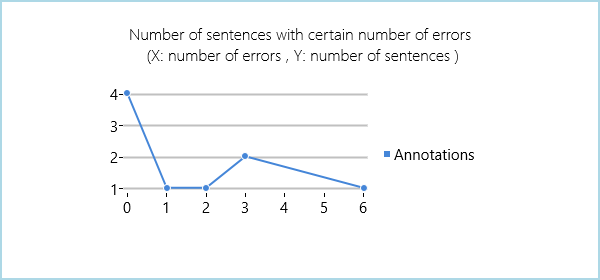 Number of sentences with certain number of errors
(X: number of errors , Y: number of sentences )
4
3
2
1
0 1 2 3 4 5 6
Annotations